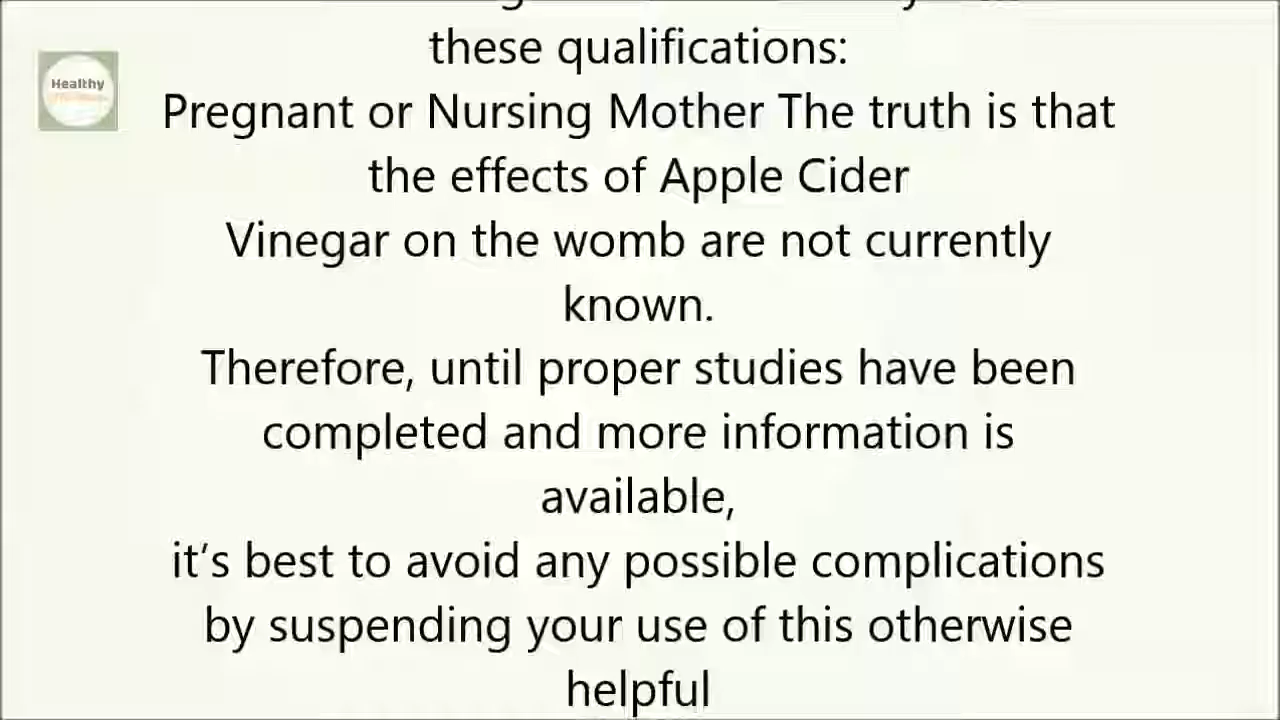 these qualifications:
Healthy
Pregnant or Nursing Mother The truth is that
the effects of Apple Cider
Vinegar on the womb are not currently
known.
Therefore, until proper studies have been
completed and more information is
available,
it’s best to avoid any possible complications
by suspending your use of this otherwise
helpful